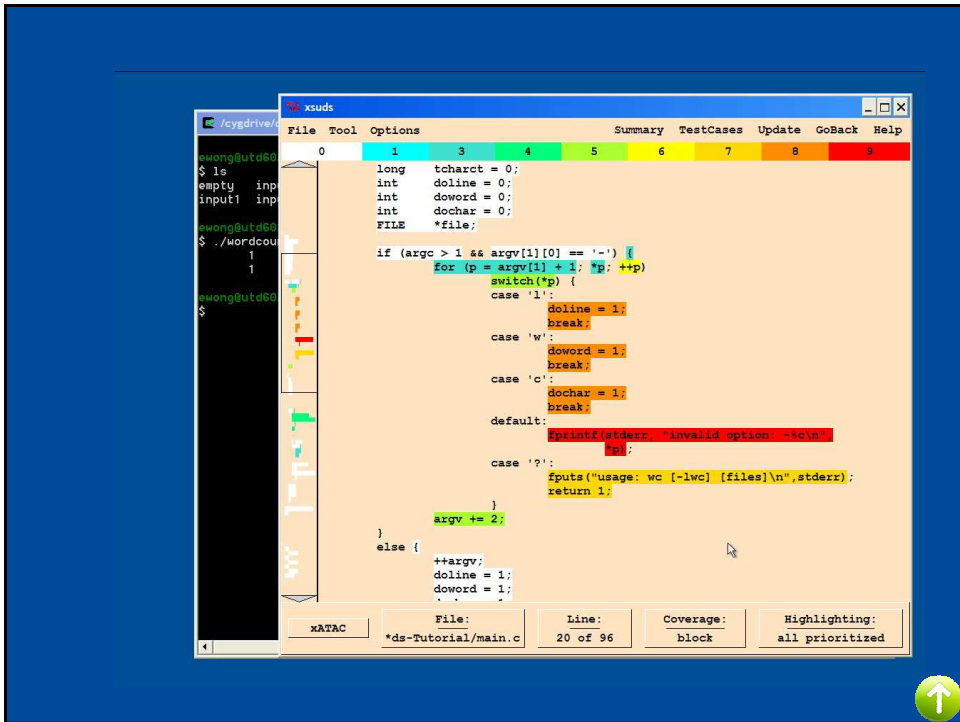 xsuds
/cygdrive/c
File Tool Options Summary TestCases Update GoBack Help
0 1 3 4 5 6 7 8 9
ewong@utd60
$ ls
empty inpu
input1 inpu
ewong@utd60
$ ./wordcou
1
1
ewong@utd60
$
long tcharct = 0;
int doline = 0;
int doword = 0;
int dochar = 0;
FILE *file;
if (argc > 1 && argv[1][0] == '-') {
for (p = argv[1] + 1; *p; ++p)
switch(*p) {
case 'l':
doline = 1;
break;
case 'w':
doword = 1;
break;
case 'c':
dochar = 1;
break;
default:
fprintf(stderr, "invalid option: -%c\n",
*p);
case '?':
fputs("usage: wc [-lwc] [files]\n",stderr);
return 1;
}
argv += 2;
}
else {
++argv;
doline = 1;
doword = 1;
xATAC
File:
*ds-Tutorial/main.c
Line:
20 of 96
Coverage:
block
Highlighting:
all prioritized